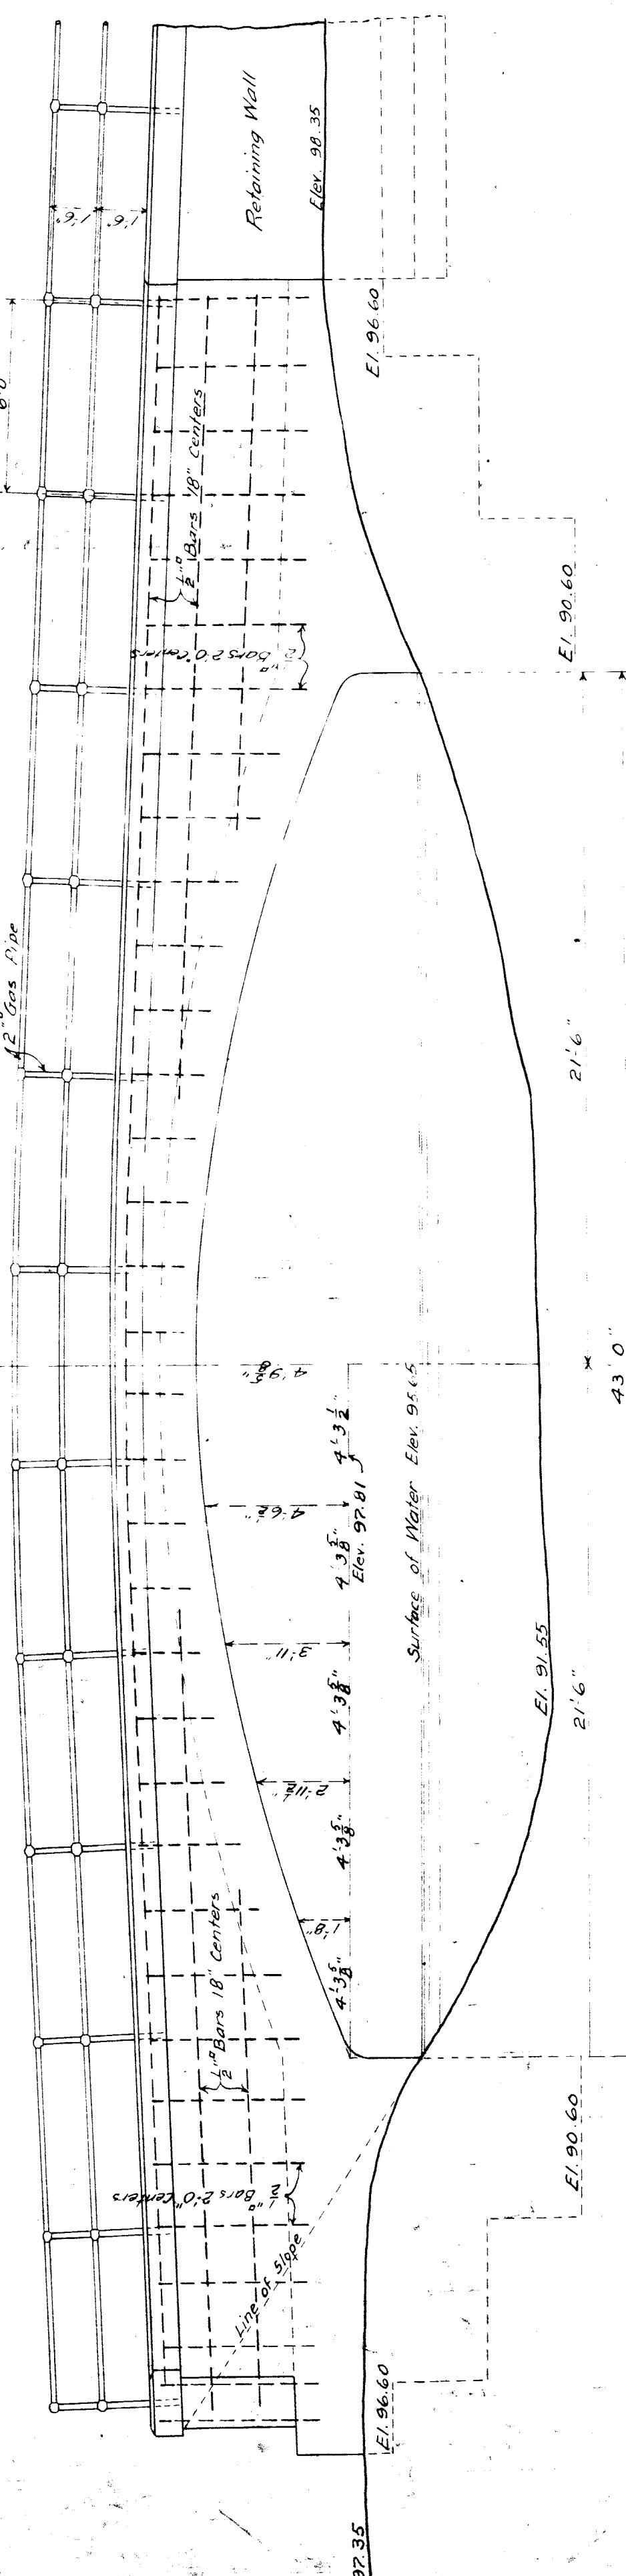 Retaining Wall
Elev. 98.35
1'-6"
1'-6"
El. 96.60
6'0"
1/2"□ Bars 18" Centers
1/2"□ Bars 2'-0" Centers
El. 90.60
2"□ Gas Pipe
21'-6"
43' 0"
4'-9 5/8"
4'-3 1/2"
Elev. 97.81
Surface of Water Elev. 95.65
4'-6 1/2"
4'-3 5/8"
3'-11"
4'-3 5/8"
El. 91.55
21'-6"
2'-11 1/2"
4'-3 5/8"
1'-8"
4'-3 5/8"
1/2"□ Bars 18" Centers
1/2"□ Bars 2'-0" Centers
Line of Slope
El. 90.60
El. 96.60
97.35